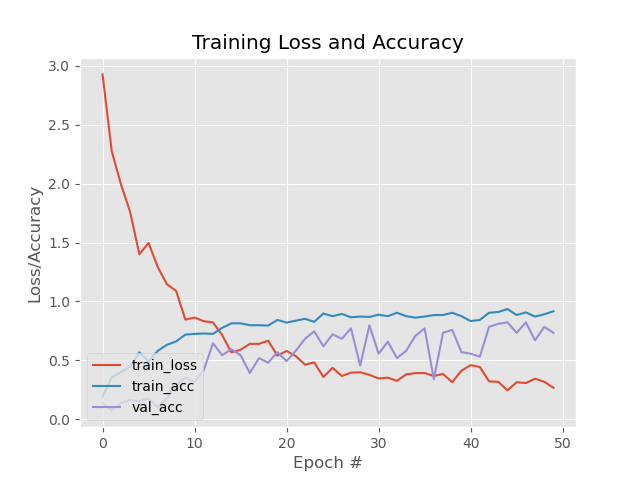 Training Loss and Accuracy
3.0
2.5
2.0
1.5
1.0
0.5
0.0
Loss/Accuracy
train_loss
train_acc
val_acc
0 10 20 30 40 50
Epoch #